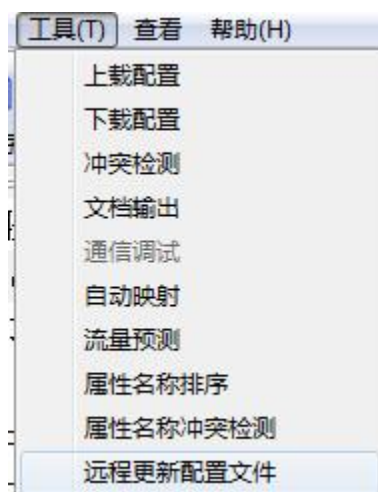 工具(T) 查看 帮助(H)
上载配置
下载配置
冲突检测
文档输出
通信调试
自动映射
流量预测
属性名称排序
属性名称冲突检测
远程更新配置文件